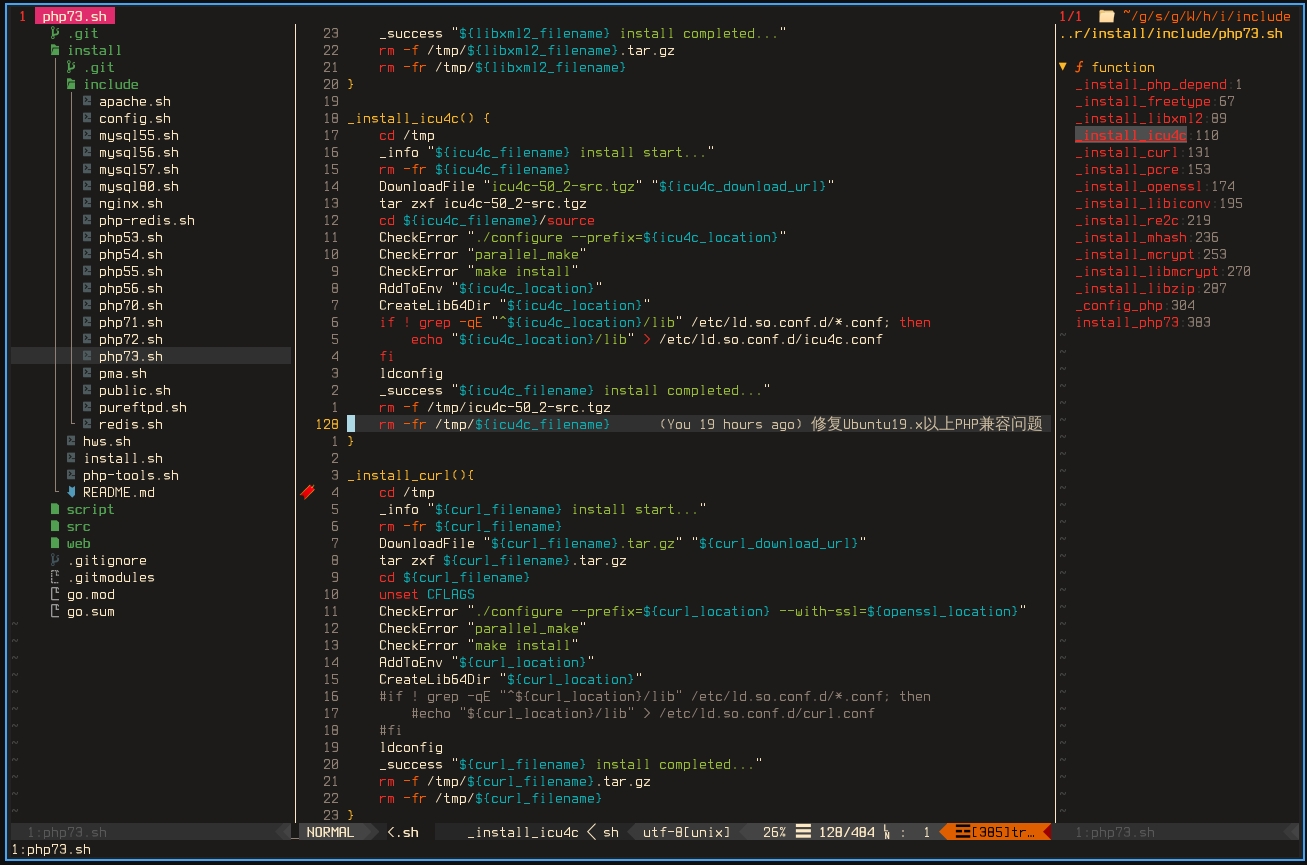 1 php73.sh
1/1 ~/g/s/g/W/h/i/include
.git
install
.git
include
apache.sh
config.sh
mysql55.sh
mysql56.sh
mysql57.sh
mysql80.sh
nginx.sh
php-redis.sh
php53.sh
php54.sh
php55.sh
php56.sh
php70.sh
php71.sh
php72.sh
php73.sh
pma.sh
public.sh
pureftpd.sh
redis.sh
hws.sh
install.sh
php-tools.sh
README.md
script
src
web
.gitignore
.gitmodules
go.mod
go.sum
23 _success "${libxml2_filename} install completed..."
22 rm -f /tmp/${libxml2_filename}.tar.gz
21 rm -fr /tmp/${libxml2_filename}
20 }
19
18 _install_icu4c() {
17 cd /tmp
16 _info "${icu4c_filename} install start..."
15 rm -fr ${icu4c_filename}
14 DownloadFile "icu4c-50_2-src.tgz" "${icu4c_download_url}"
13 tar zxf icu4c-50_2-src.tgz
12 cd ${icu4c_filename}/source
11 CheckError "./configure --prefix=${icu4c_location}"
10 CheckError "parallel_make"
9 CheckError "make install"
8 AddToEnv "${icu4c_location}"
7 CreateLib64Dir "${icu4c_location}"
6 if ! grep -qE "^${icu4c_location}/lib" /etc/ld.so.conf.d/*.conf; then
5 echo "${icu4c_location}/lib" > /etc/ld.so.conf.d/icu4c.conf
4 fi
3 ldconfig
2 _success "${icu4c_filename} install completed..."
1 rm -f /tmp/icu4c-50_2-src.tgz
128 rm -fr /tmp/${icu4c_filename} (You 19 hours ago) 修复Ubuntu19.x以上PHP兼容问题
1 }
2
3 _install_curl(){
4 cd /tmp
5 _info "${curl_filename} install start..."
6 rm -fr ${curl_filename}
7 DownloadFile "${curl_filename}.tar.gz" "${curl_download_url}"
8 tar zxf ${curl_filename}.tar.gz
9 cd ${curl_filename}
10 unset CFLAGS
11 CheckError "./configure --prefix=${curl_location} --with-ssl=${openssl_location}"
12 CheckError "parallel_make"
13 CheckError "make install"
14 AddToEnv "${curl_location}"
15 CreateLib64Dir "${curl_location}"
16 #if ! grep -qE "^${curl_location}/lib" /etc/ld.so.conf.d/*.conf; then
17 #echo "${curl_location}/lib" > /etc/ld.so.conf.d/curl.conf
18 #fi
19 ldconfig
20 _success "${curl_filename} install completed..."
21 rm -f /tmp/${curl_filename}.tar.gz
22 rm -fr /tmp/${curl_filename}
23 }
..r/install/include/php73.sh
▼ ƒ function
_install_php_depend:1
_install_freetype:67
_install_libxml2:89
_install_icu4c:110
_install_curl:131
_install_pcre:153
_install_openssl:174
_install_libiconv:195
_install_re2c:219
_install_mhash:236
_install_mcrypt:253
_install_libmcrypt:270
_install_libzip:287
_config_php:304
install_php73:383
1:php73.sh
NORMAL <.sh _install_icu4c < sh utf-8[unix] 26% ☰ 128/484 : 1 ☲[385]tr…
1:php73.sh
1:php73.sh